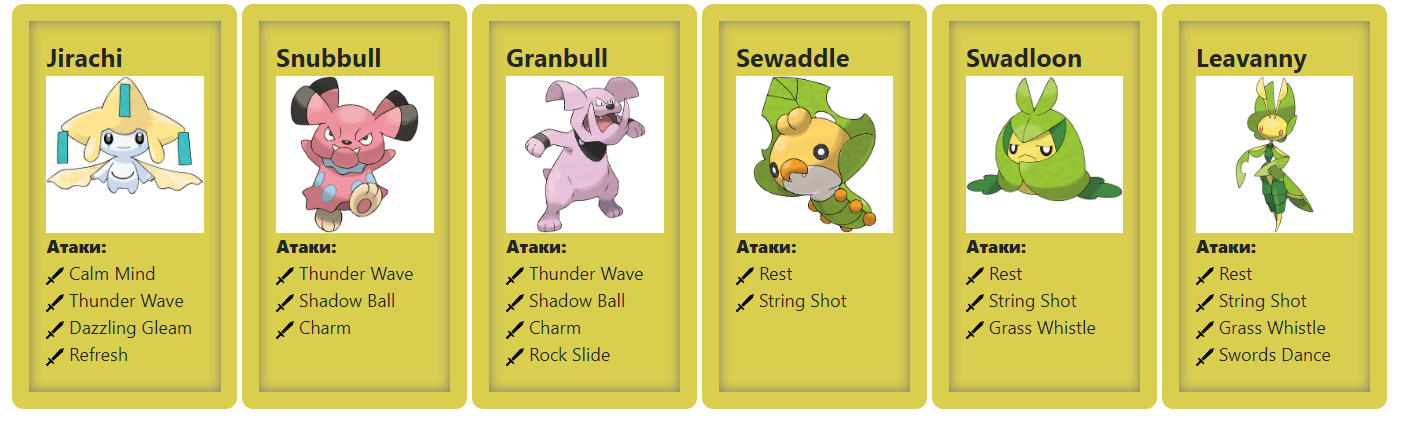 Jirachi
Атаки:
Calm Mind
Thunder Wave
Dazzling Gleam
Refresh
Snubbull
Атаки:
Thunder Wave
Shadow Ball
Charm
Granbull
Атаки:
Thunder Wave
Shadow Ball
Charm
Rock Slide
Sewaddle
Атаки:
Rest
String Shot
Swadloon
Атаки:
Rest
String Shot
Grass Whistle
Leavanny
Атаки:
Rest
String Shot
Grass Whistle
Swords Dance